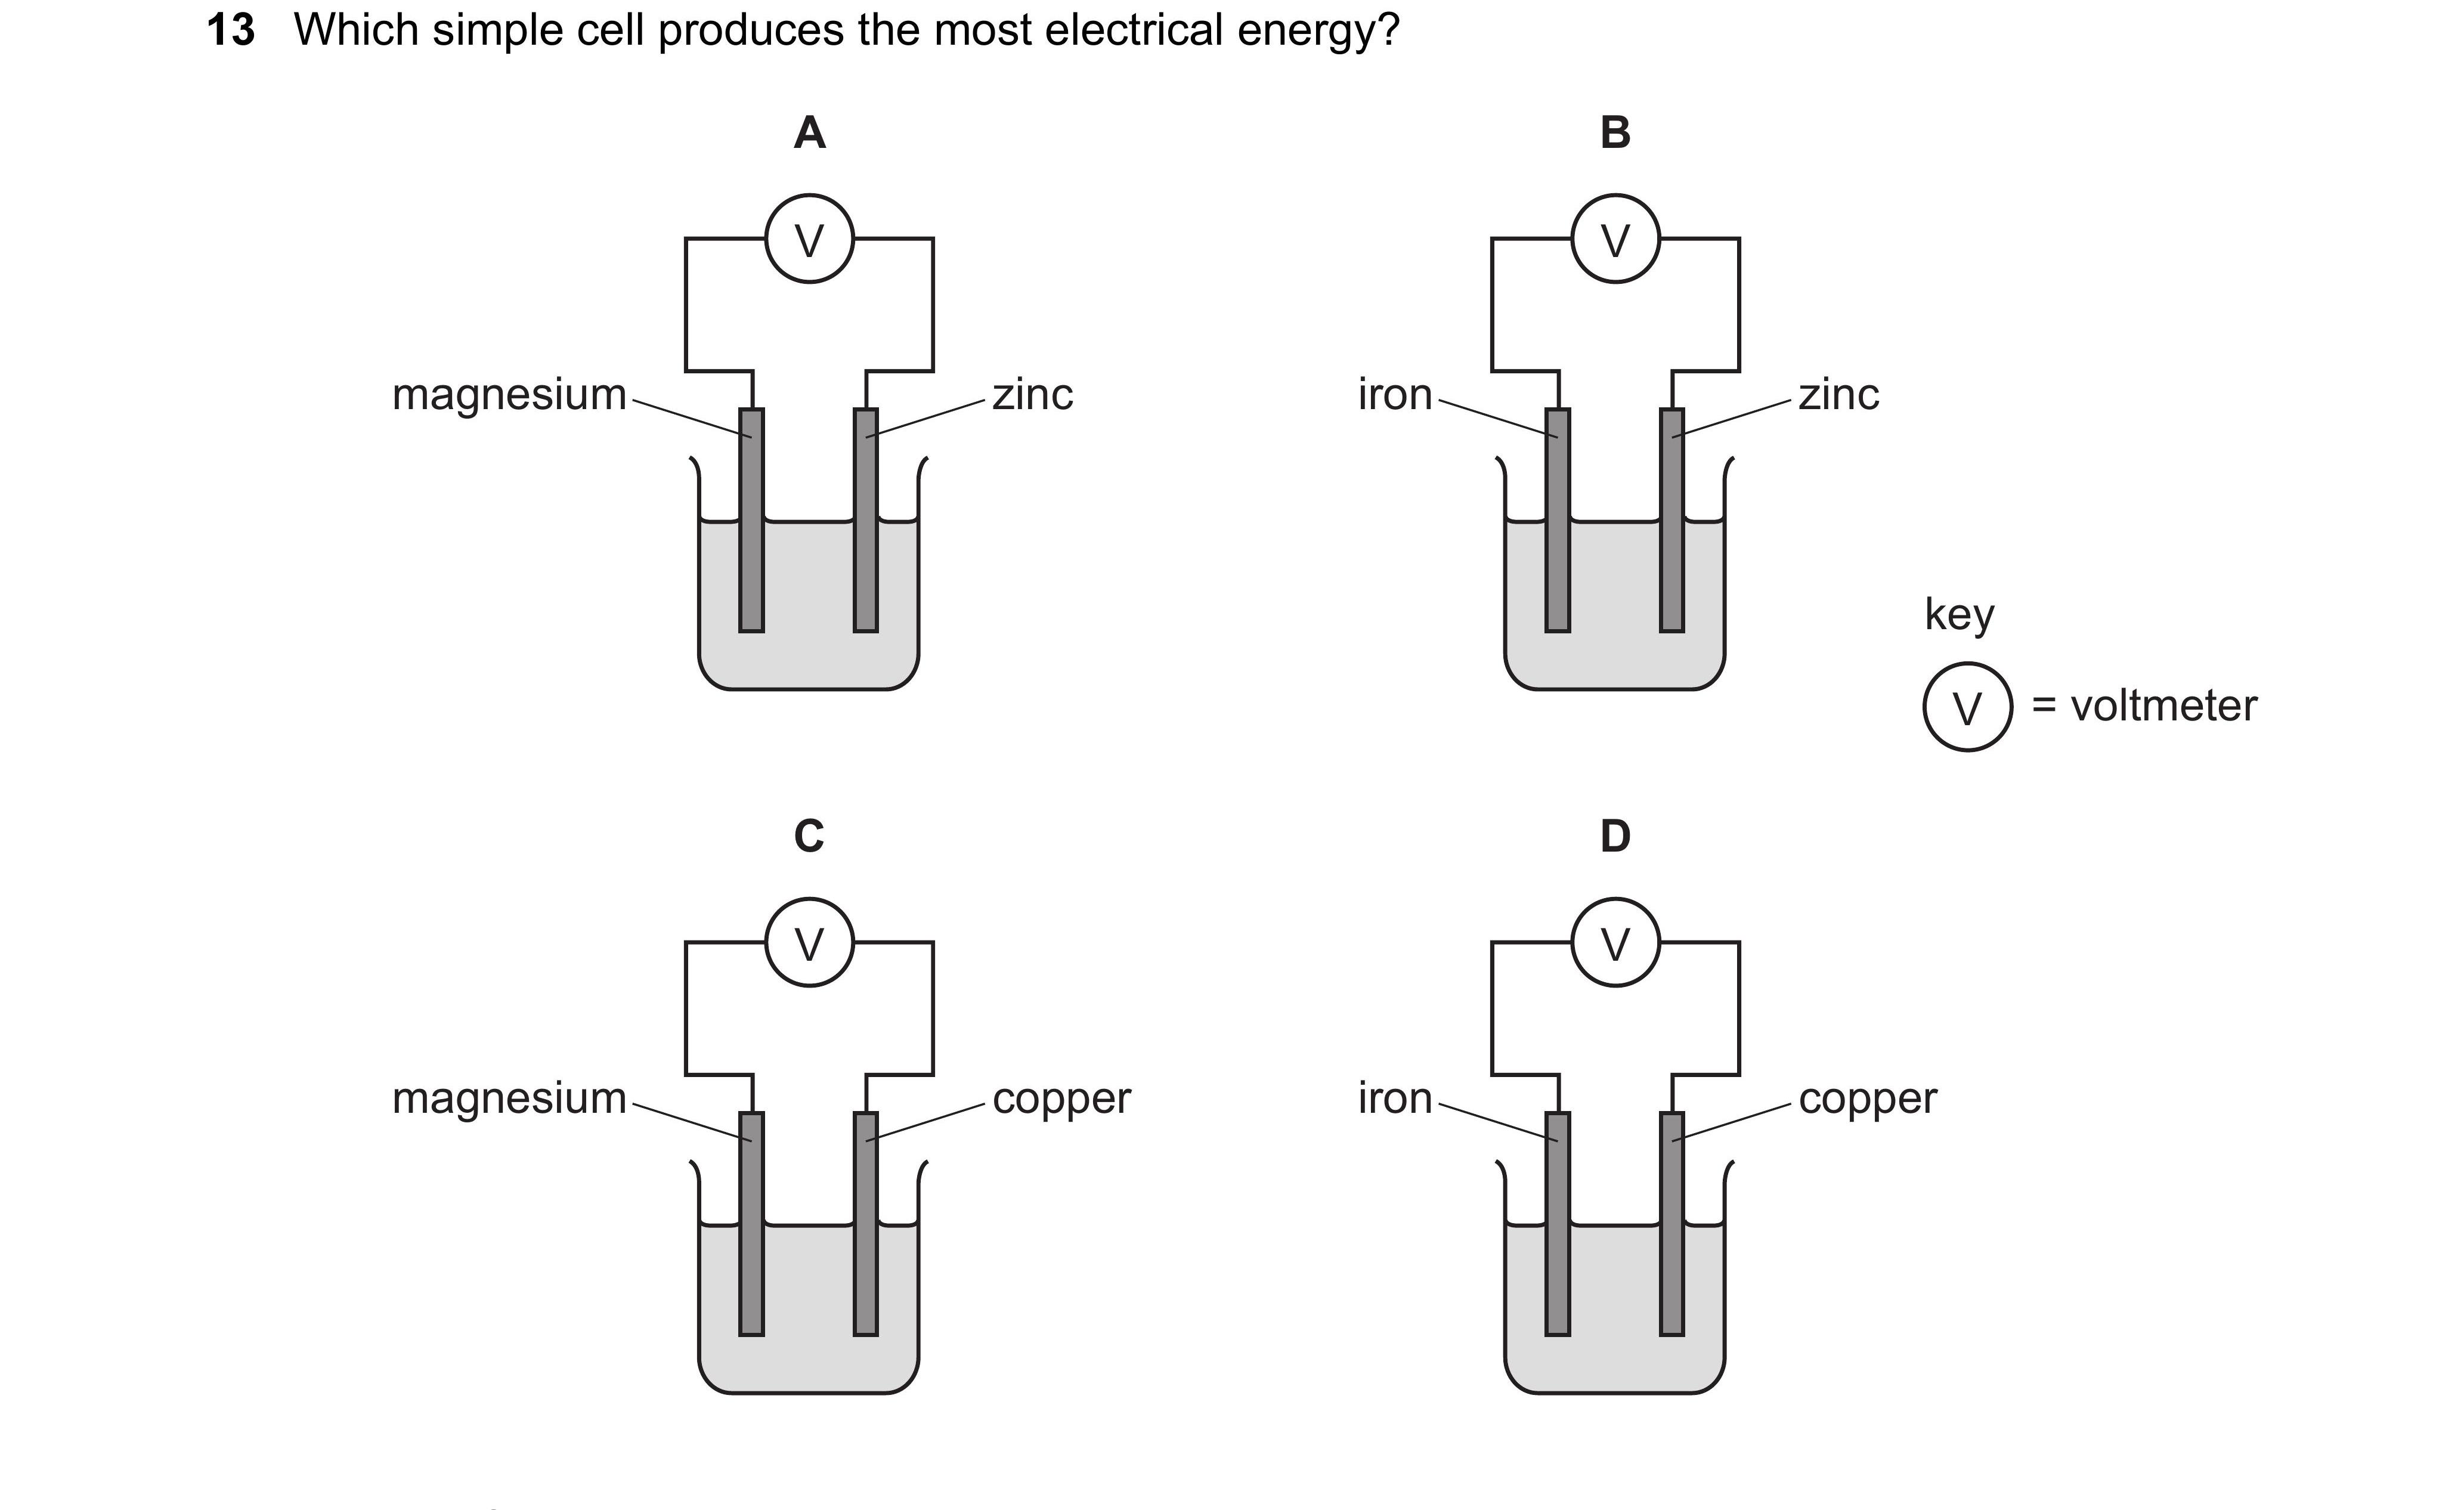 13 Which simple cell produces the most electrical energy?
A
B
V
V
magnesium
zinc
iron
zinc
key
V = voltmeter
C
D
V
V
magnesium
copper
iron
copper